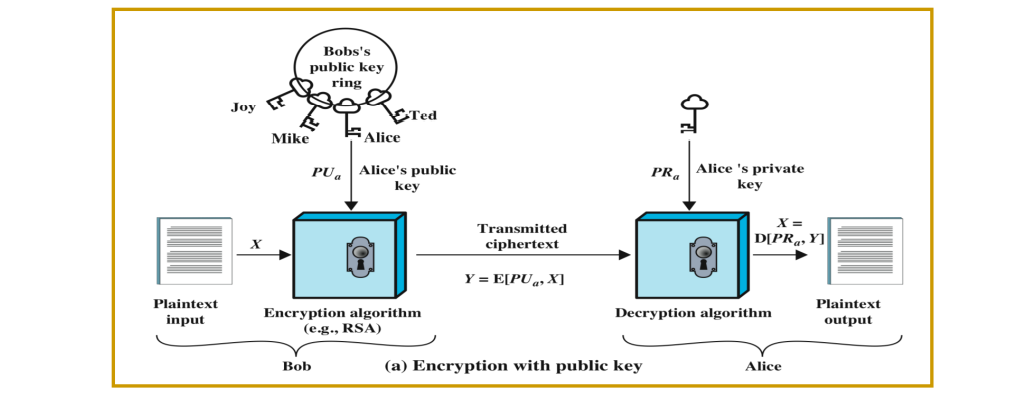 Bobs's
public key
ring
Joy
Ted
Mike
Alice
PUa
Alice's public
key
PRa
Alice 's private
key
X
Transmitted
ciphertext
Y = E[PUa, X]
X =
D[PRa, Y]
Plaintext
input
Encryption algorithm
(e.g., RSA)
Decryption algorithm
Plaintext
output
Bob
(a) Encryption with public key
Alice